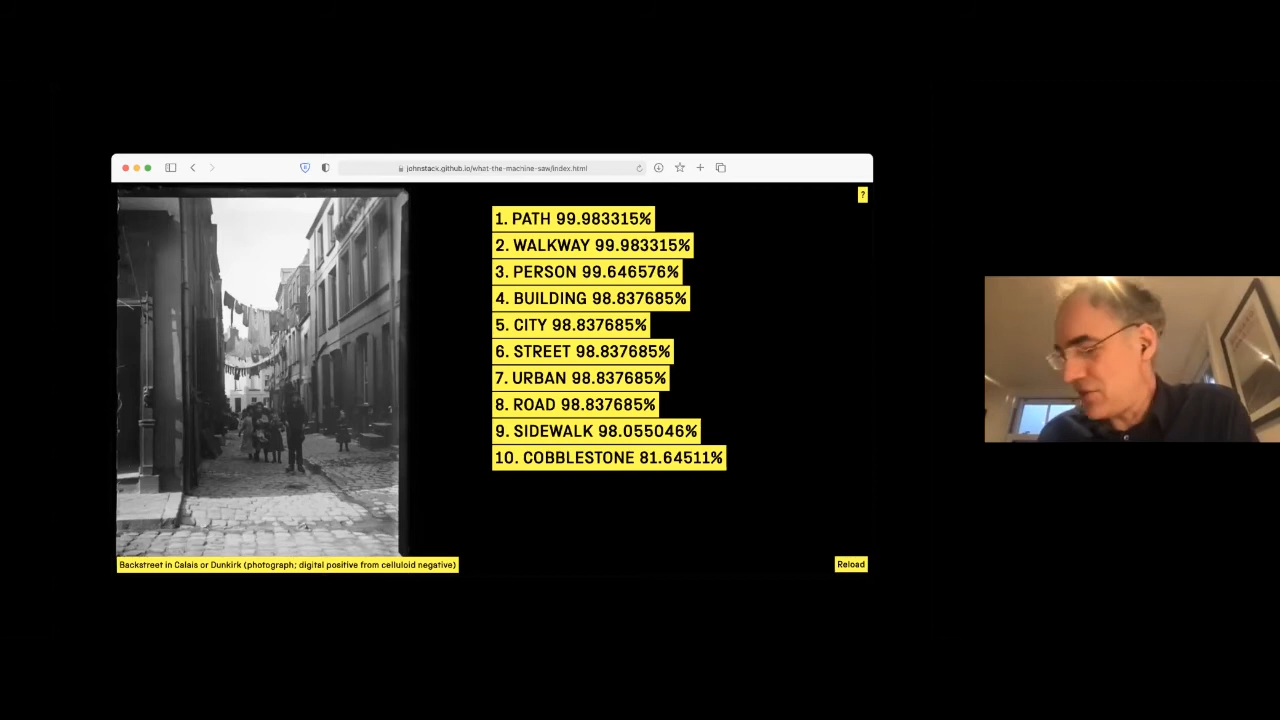 johnstack.github.io/what-the-machine-saw/index.html
?
1. PATH 99.983315%
2. WALKWAY 99.983315%
3. PERSON 99.646576%
4. BUILDING 98.837685%
5. CITY 98.837685%
6. STREET 98.837685%
7. URBAN 98.837685%
8. ROAD 98.837685%
9. SIDEWALK 98.055046%
10. COBBLESTONE 81.64511%
Backstreet in Calais or Dunkirk (photograph; digital positive from celluloid negative)
Reload